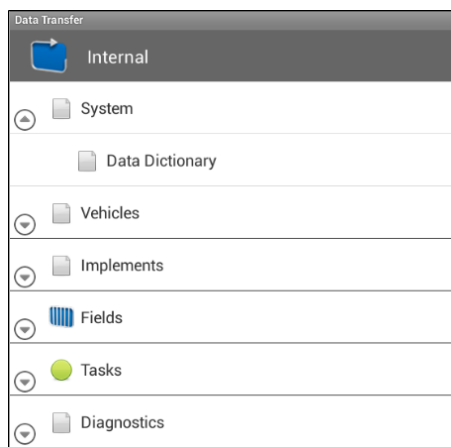 Data Transfer
Internal
System
Data Dictionary
Vehicles
Implements
Fields
Tasks
Diagnostics